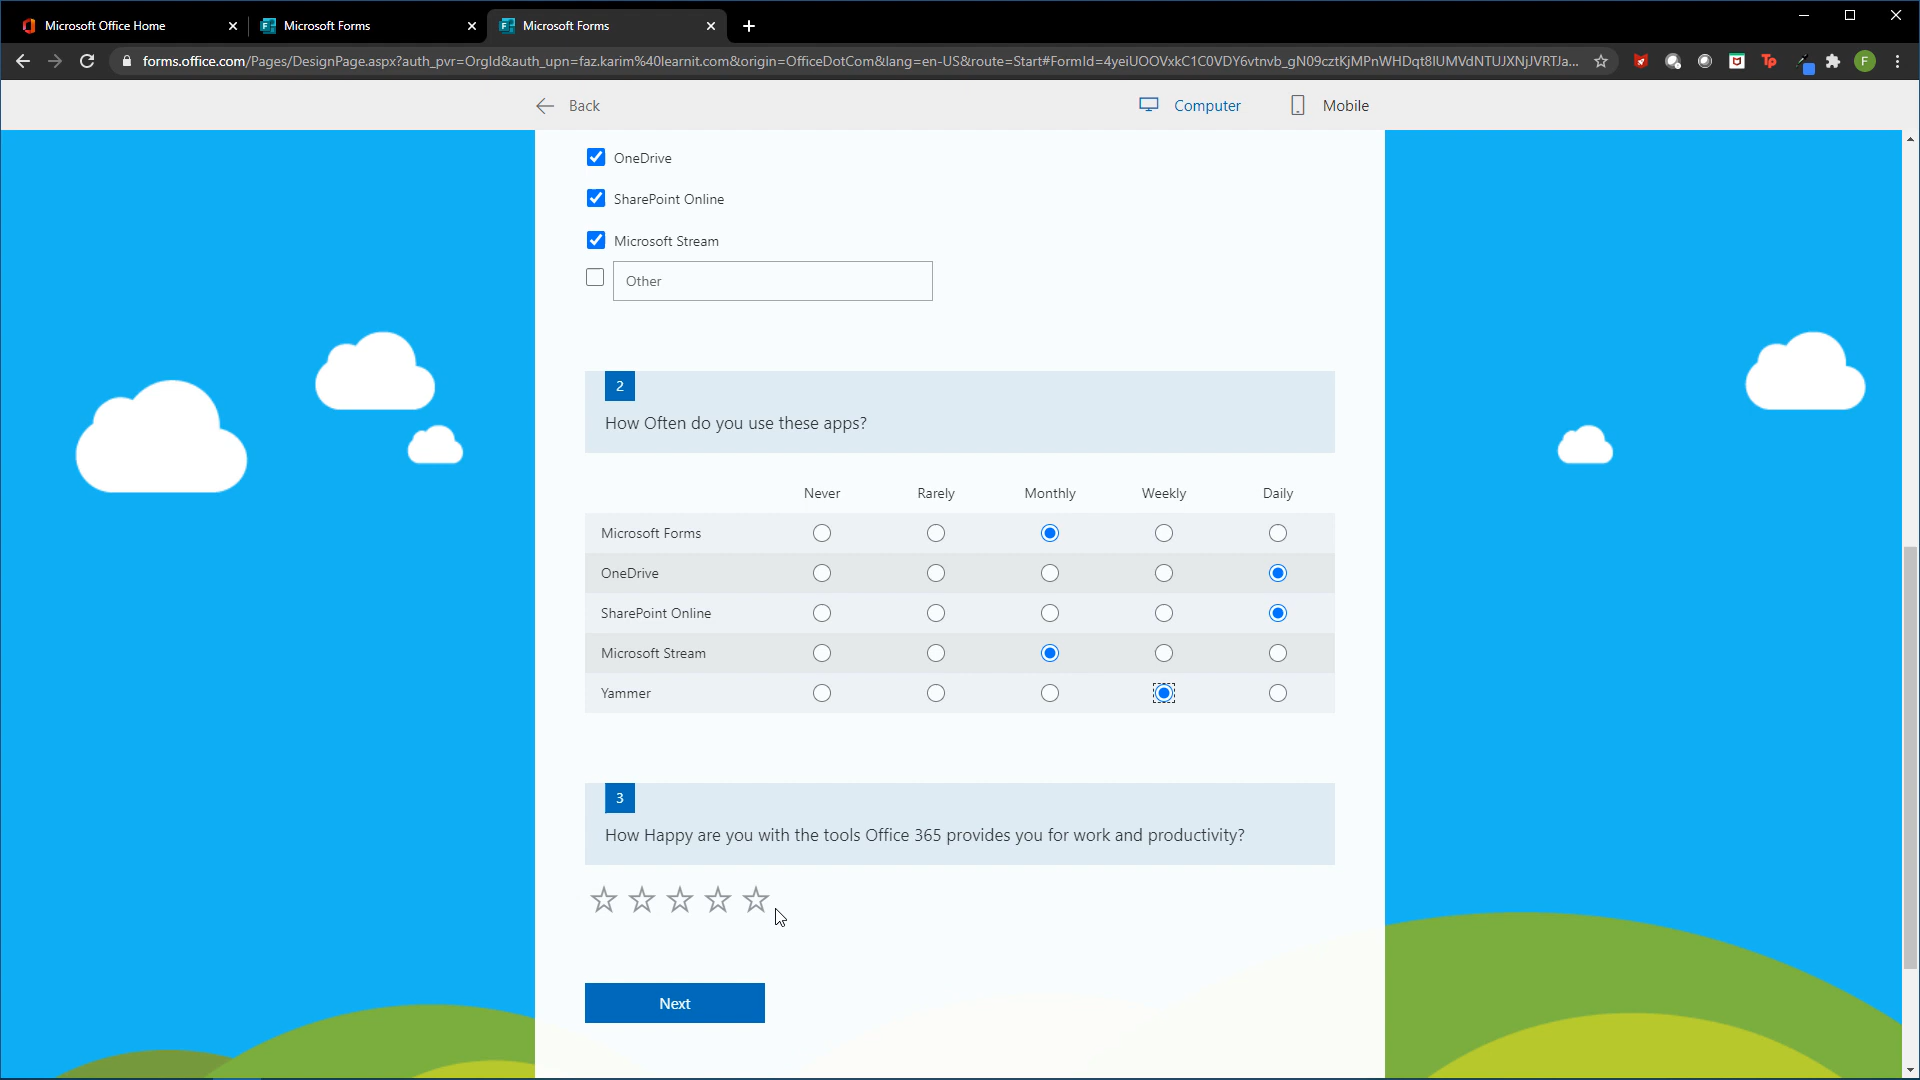 Microsoft Office Home
Microsoft Forms
Microsoft Forms
forms.office.com/Pages/DesignPage.aspx?auth_pvr=OrgId&auth_upn=faz.karim%40learnit.com&origin=OfficeDotCom&lang=en-US&route=Start#FormId=4yeiUOOVxkC1C0VDY6vtnvb_gN09cztKjMPnWHDqt8lUMVdNTUJXNjJVRTJa...
Tp
F
Back
Computer
Mobile
OneDrive
SharePoint Online
Microsoft Stream
Other
2
How Often do you use these apps?
Never Rarely Monthly Weekly Daily
Microsoft Forms
OneDrive
SharePoint Online
Microsoft Stream
Yammer
3
How Happy are you with the tools Office 365 provides you for work and productivity?
Next